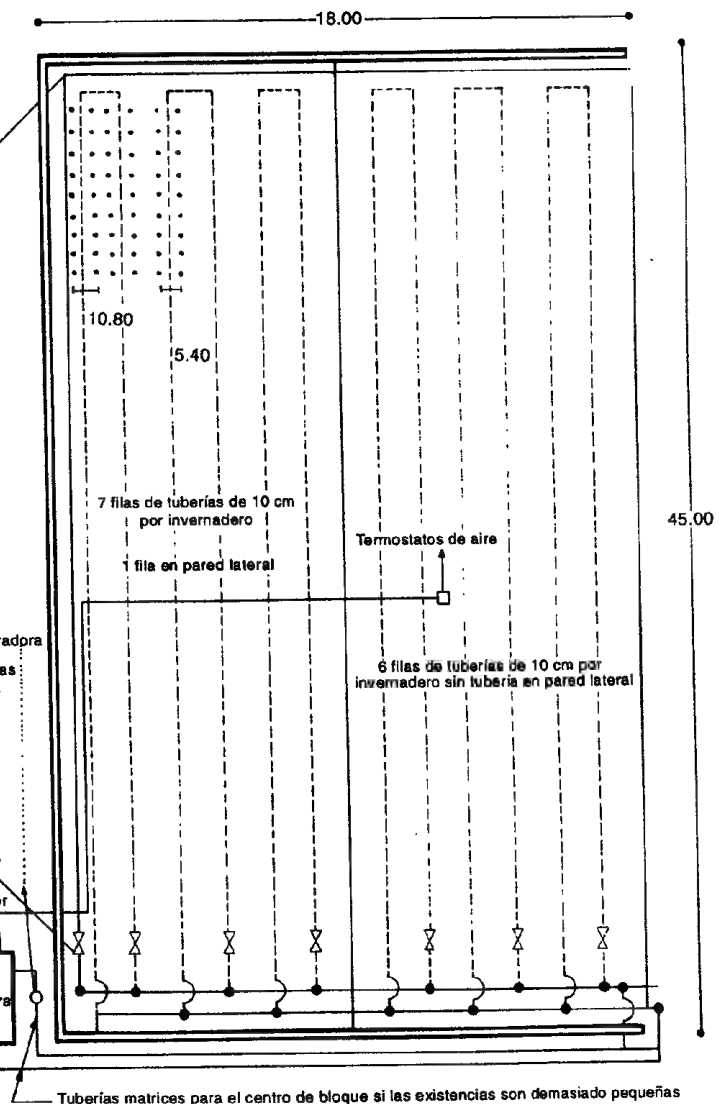 18.00
10.80
5.40
7 filas de tuberías de 10 cm
por invernadero
45.00
Termostatos de aire
1 fila en pared lateral
6 filas de tuberías de 10 cm por
invernadero sin tubería en pared lateral
Tuberías matrices para el centro de bloque si las existencias son demasiado pequeñas